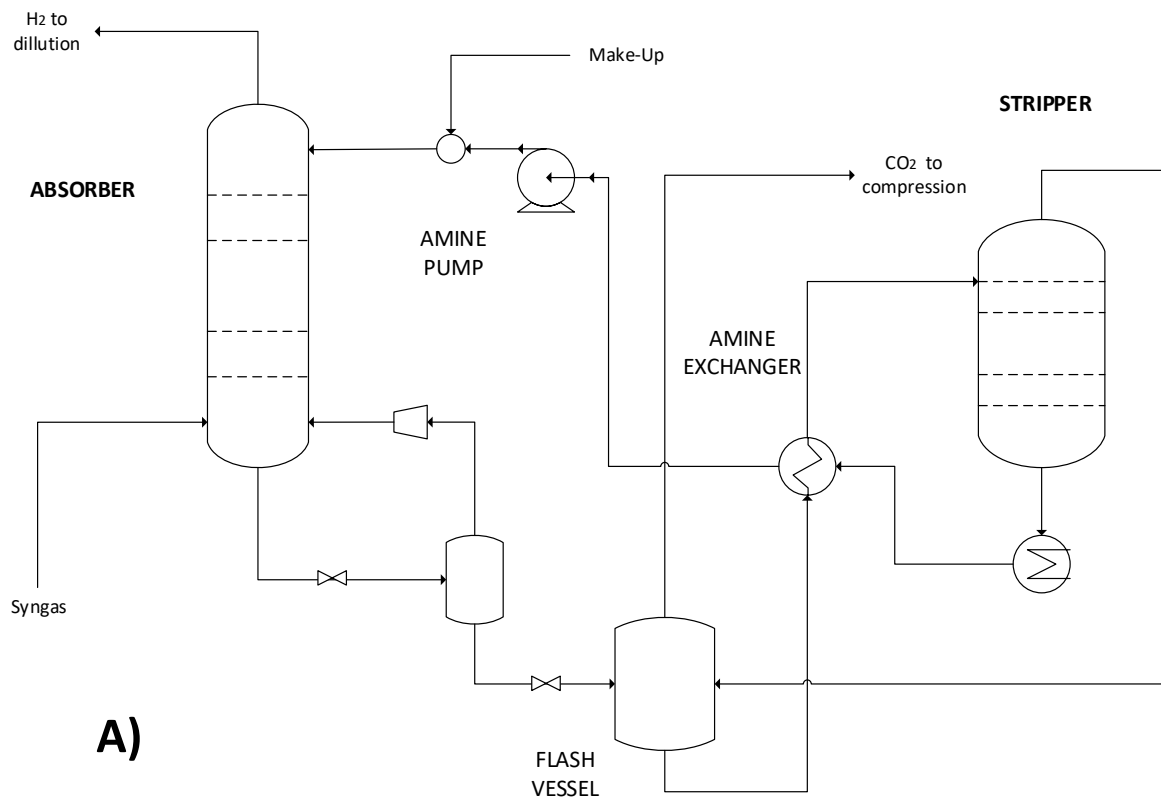 H2 to
dillution
Make-Up
STRIPPER
CO2 to
compression
ABSORBER
AMINE
PUMP
AMINE
EXCHANGER
Syngas
A)
FLASH
VESSEL